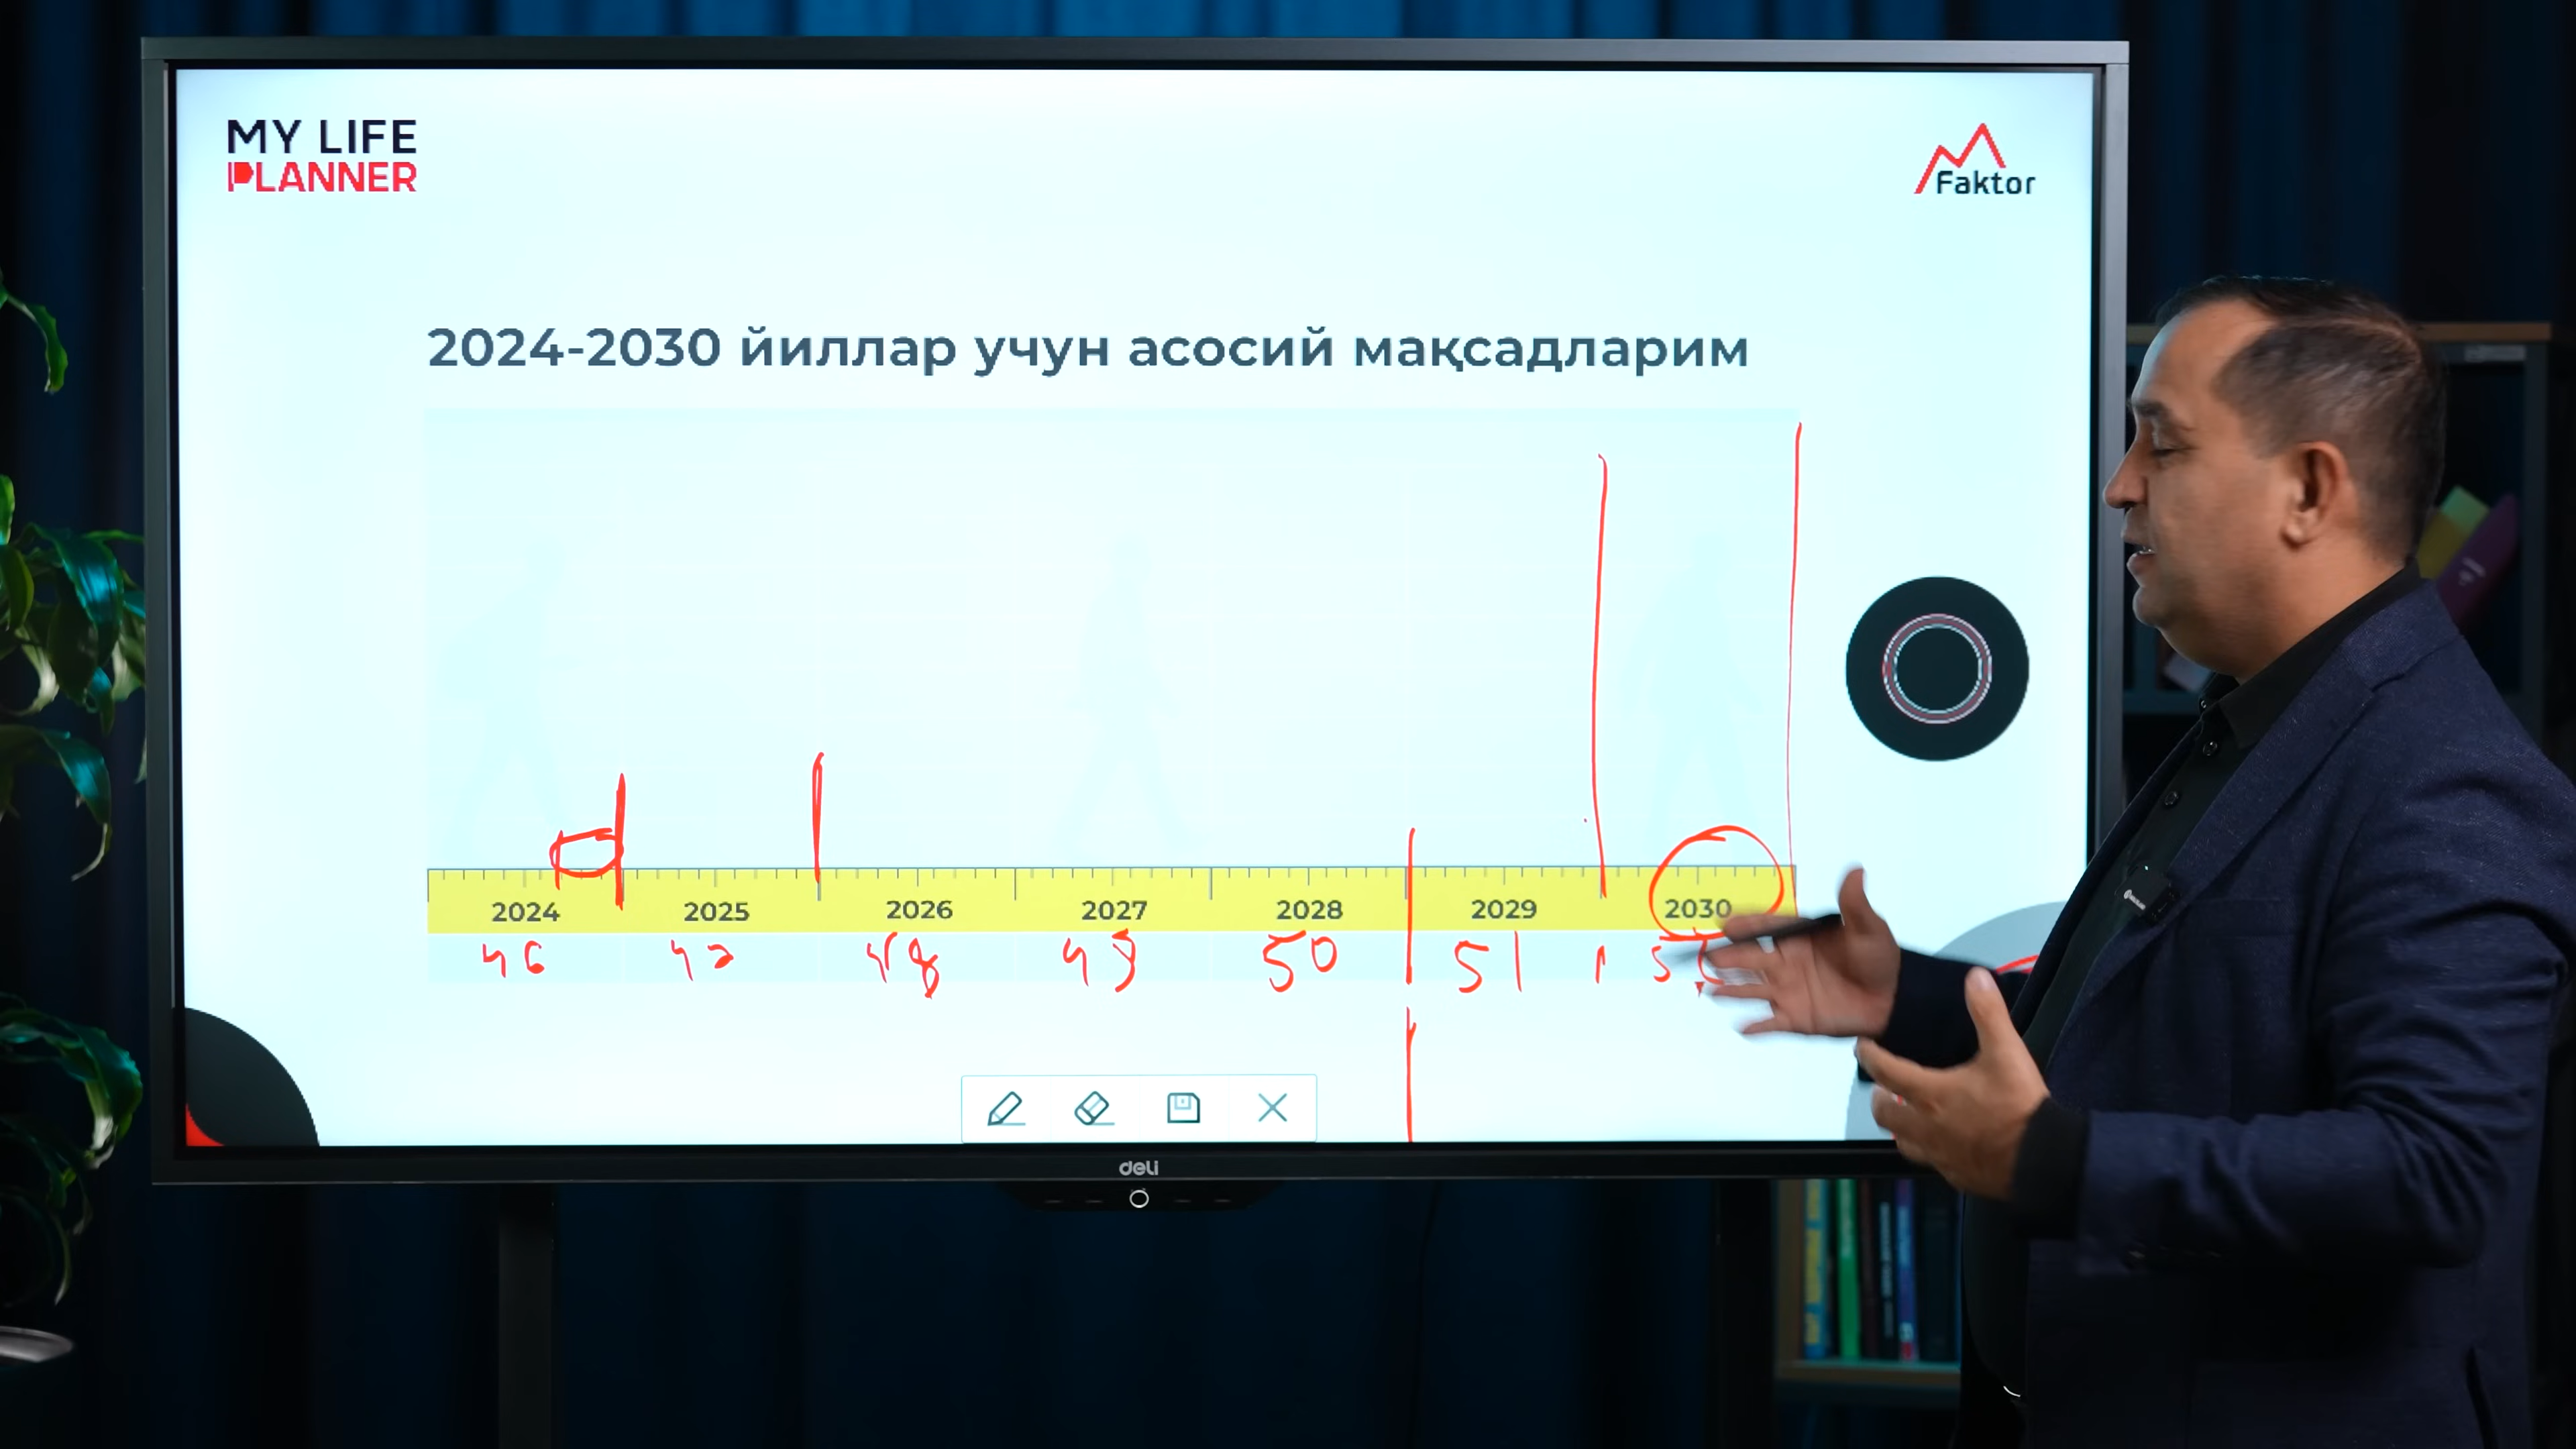 MY LIFE
PLANNER
Faktor
2024-2030 йиллар учун асосий мақсадларим
2024 2025 2026 2027 2028 2029 2030
46 47 48 49 50 51
deli